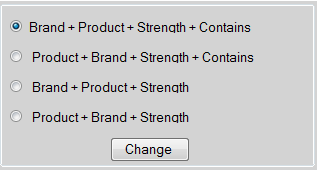 Brand + Product + Strength + Contains
Product + Brand + Strength + Contains
Brand + Product + Strength
Product + Brand + Strength
Change